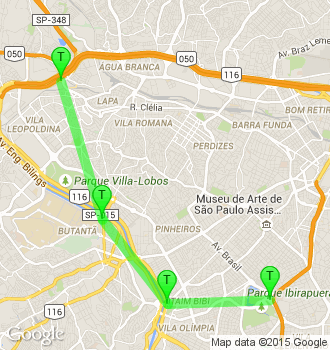 SP-348
T
050
050
Av. Braz Leme
ÁGUA BRANCA
116
LAPA
R. Clélia
BOM RETIRO
VILA
LEOPOLDINA
VILA ROMANA
BARRA FUNDA
PERDIZES
Av. Eng. Billings
Parque Villa-Lobos
116
T
Museu de Arte de
São Paulo Assis...
SP-015
BUTANTÃ
PINHEIROS
Av. Brasil
T
T
ITAIM BIBI
Parque Ibirapuera
116
VILA OLÍMPIA
Google
Map data ©2015 Google